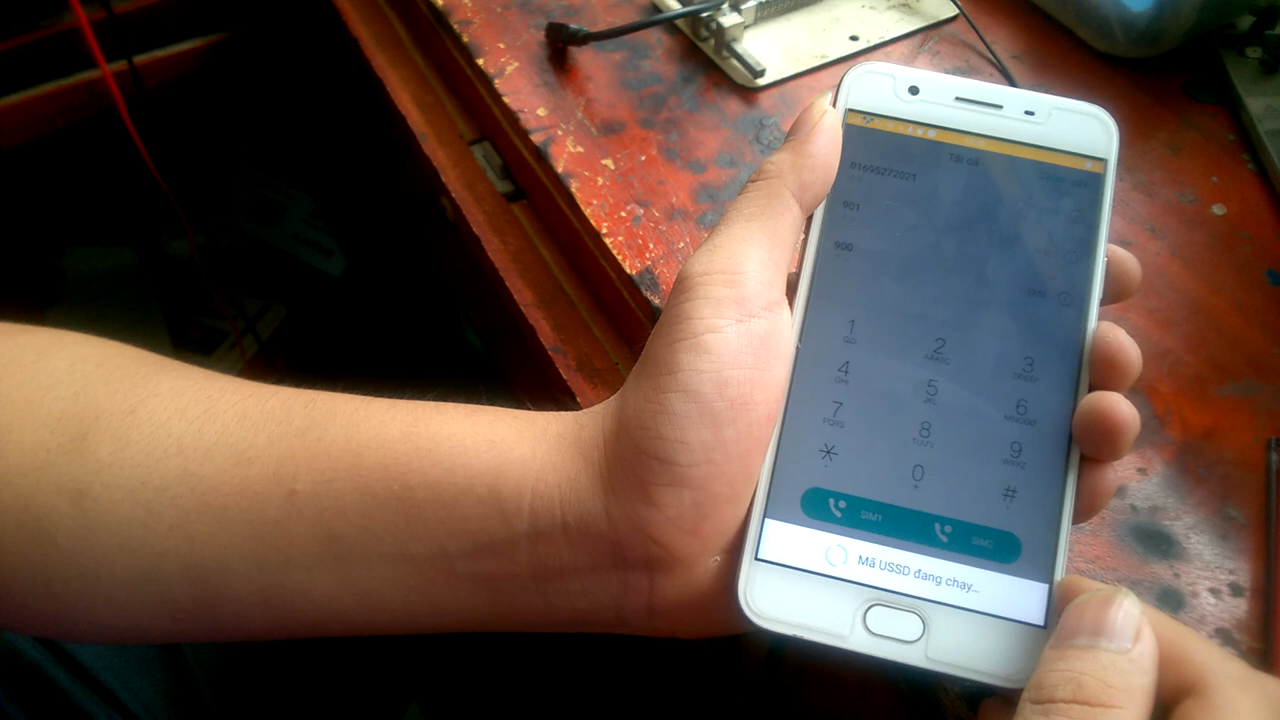 Tất cả
01695272021
901
900
1
2
ABC
3
DEF
4
GHI
5
JKL
6
MNO
7
PQRS
8
TUV
9
WXYZ
*
0
+
#
SIM1
SIM2
Mã USSD đang chạy...